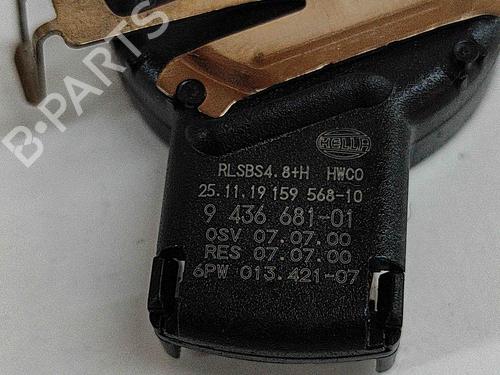 B-PARTS
HELLA
RLSBS4.8+H HWCO
25.11.19 159 568-10
9 436 681-01
OSV 07.07.00
RES 07.07.00
6PW 013.421-07